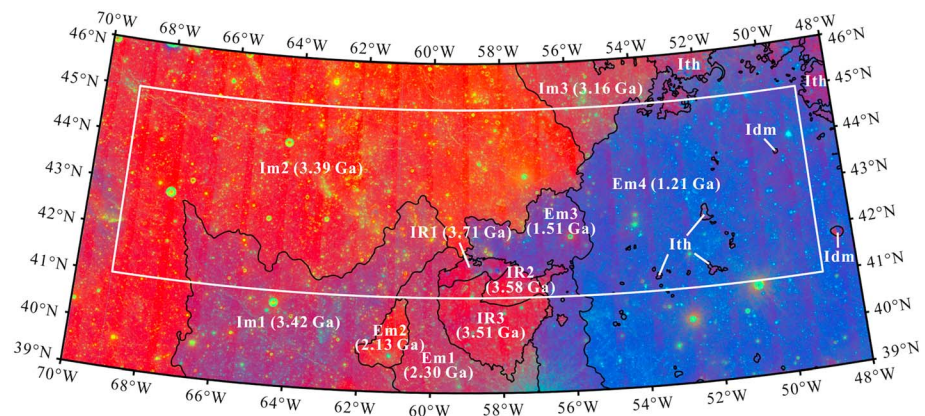 70°W 68°W 66°W 64°W 62°W 60°W 58°W 56°W 54°W 52°W 50°W 48°W
46°N 46°N
45°N 45°N
44°N 44°N
43°N 43°N
42°N 42°N
41°N 41°N
40°N 40°N
39°N 39°N
Ith
Ith
Im3 (3.16 Ga)
Idm
Im2 (3.39 Ga)
Em4 (1.21 Ga)
Em3
(1.51 Ga)
IR1 (3.71 Ga)
Ith
Idm
IR2
(3.58 Ga)
IR3
(3.51 Ga)
Im1 (3.42 Ga)
Em2
(2.13 Ga)
Em1
(2.30 Ga)
70°W 68°W 66°W 64°W 62°W 60°W 58°W 56°W 54°W 52°W 50°W 48°W